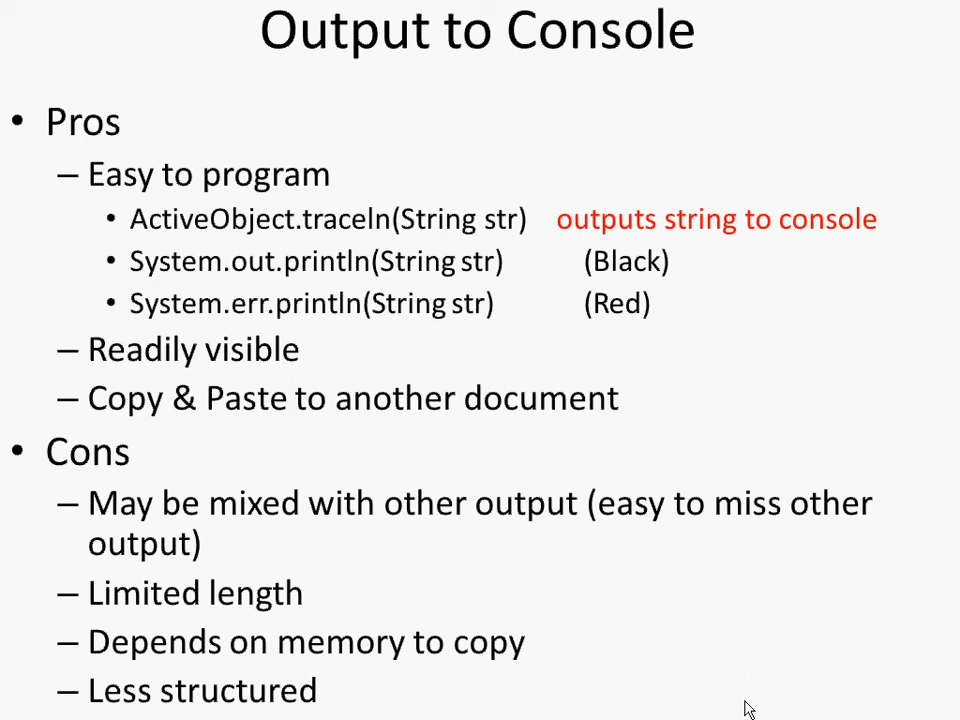 Output to Console
• Pros
– Easy to program
• ActiveObject.traceln(String str) outputs string to console
• System.out.println(String str) (Black)
• System.err.println(String str) (Red)
– Readily visible
– Copy & Paste to another document
• Cons
– May be mixed with other output (easy to miss other
output)
– Limited length
– Depends on memory to copy
– Less structured